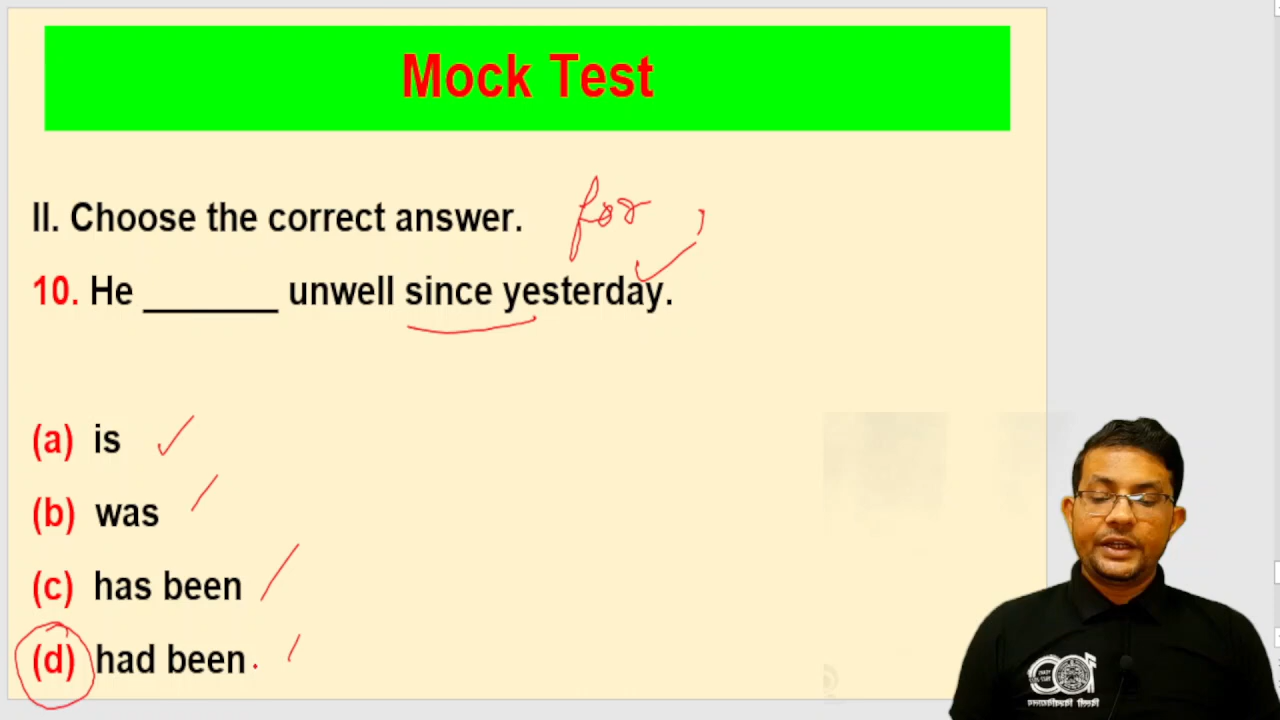 Mock Test
II. Choose the correct answer.
for ,
10. He _______ unwell since yesterday.
(a) is
(b) was
(c) has been
(d) had been